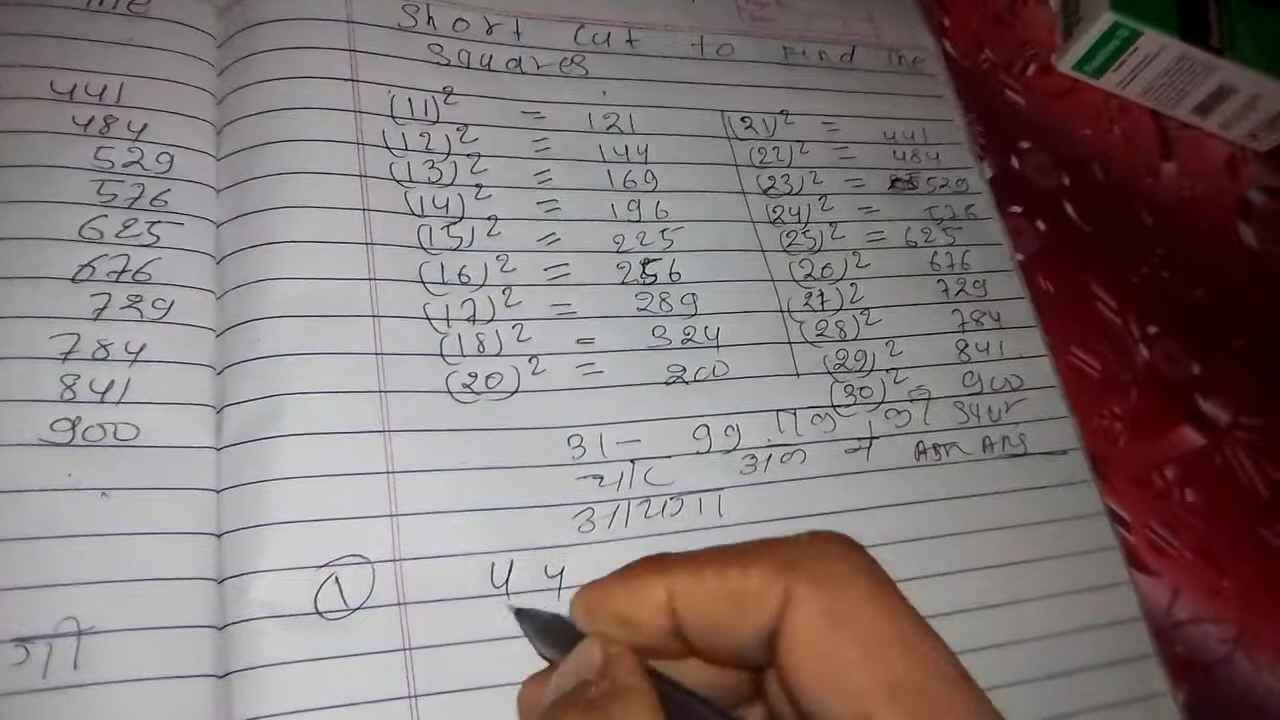 441
484
529
576
625
676
729
784
841
900
Short Cut to Find The
Squares
(11)² = 121
(12)² = 144
(13)² = 169
(14)² = 196
(15)² = 225
(16)² = 256
(17)² = 289
(18)² = 324
(20)² = 200
(21)² = 441
(22)² = 484
(23)² = 529
(24)² = 576
(25)² = 625
(26)² 676
(27)² 729
(28)² 784
(29)² 841
(30)² = 900
31 - 99
① 44